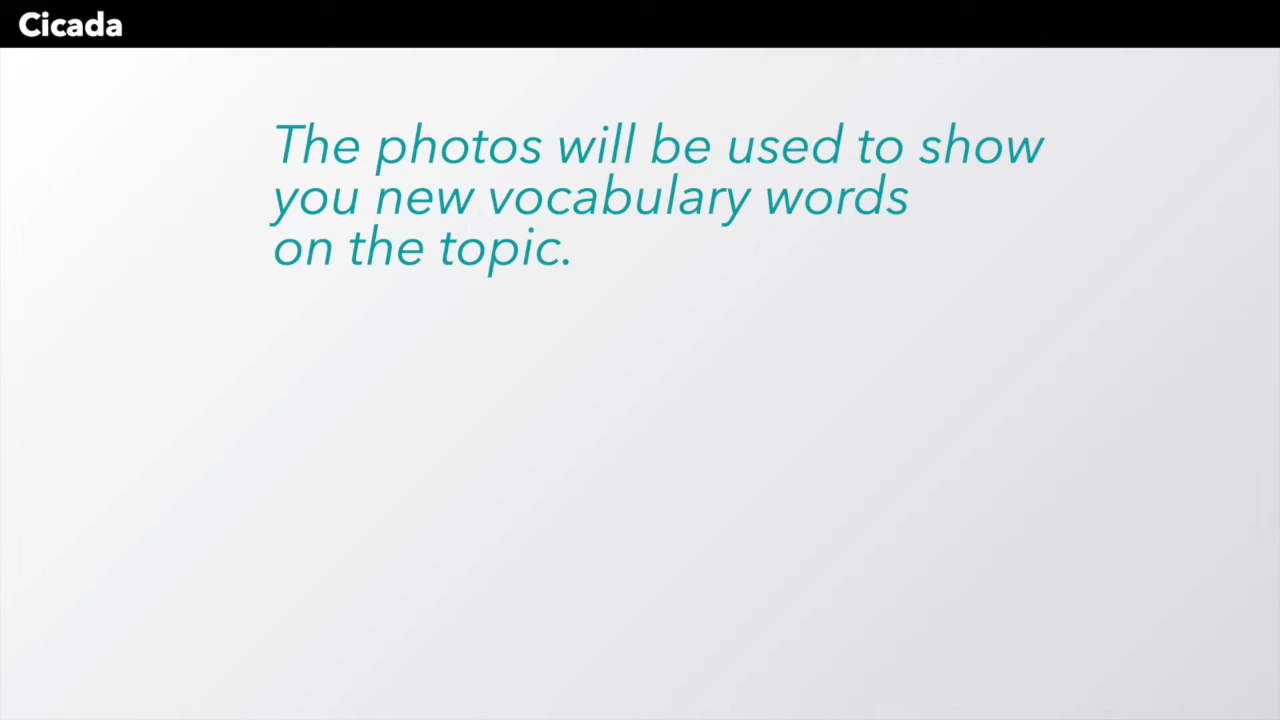 Cicada
The photos will be used to show
you new vocabulary words
on the topic.